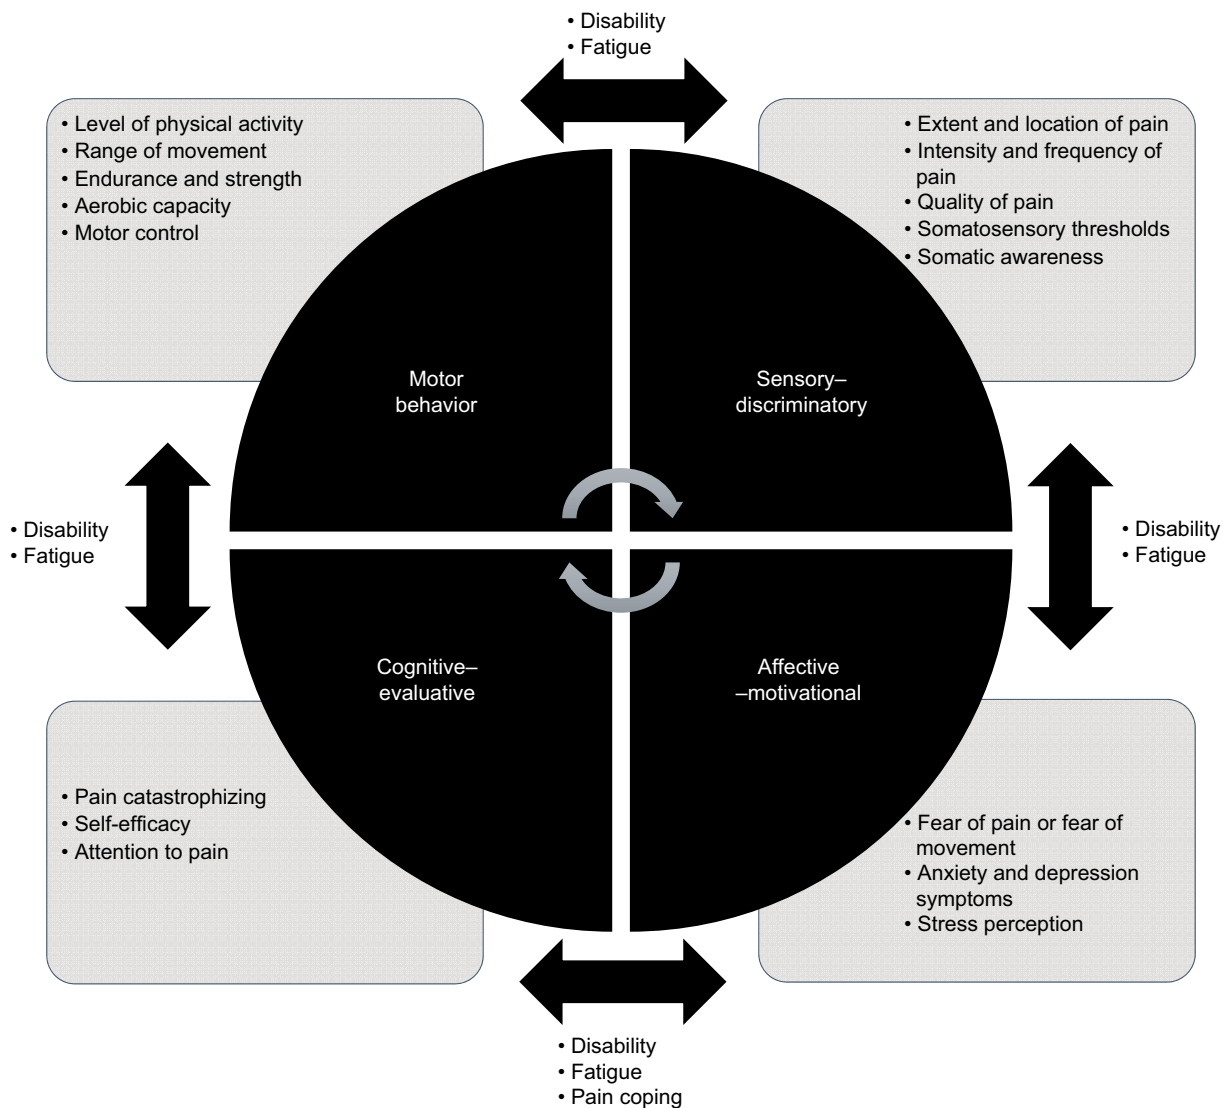 • Disability
• Fatigue
• Level of physical activity
• Range of movement
• Endurance and strength
• Aerobic capacity
• Motor control
• Extent and location of pain
• Intensity and frequency of
pain
• Quality of pain
• Somatosensory thresholds
• Somatic awareness
Motor
behavior
Sensory–
discriminatory
• Disability
• Fatigue
• Disability
• Fatigue
Cognitive–
evaluative
Affective
–motivational
• Pain catastrophizing
• Self-efficacy
• Attention to pain
• Fear of pain or fear of
movement
• Anxiety and depression
symptoms
• Stress perception
• Disability
• Fatigue
• Pain coping